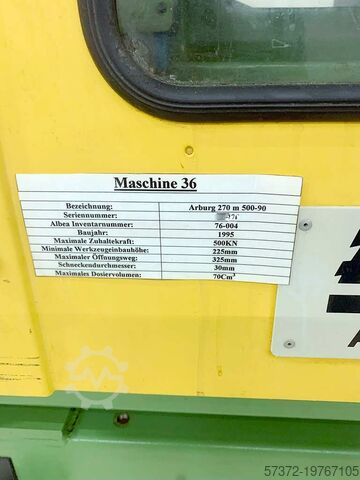 Maschine 36
Bezeichnung: Arburg 270 m 500-90
Seriennummer:
Albea Inventarnummer: 76-004
Baujahr: 1995
Maximale Zuhaltekraft: 500KN
Minimale Werkzeugeinbauhöhe: 225mm
Maximaler Öffnungsweg: 325mm
Schneckendurchmesser: 30mm
Maximales Dosiervolumen: 70Cm³
57372-19767105